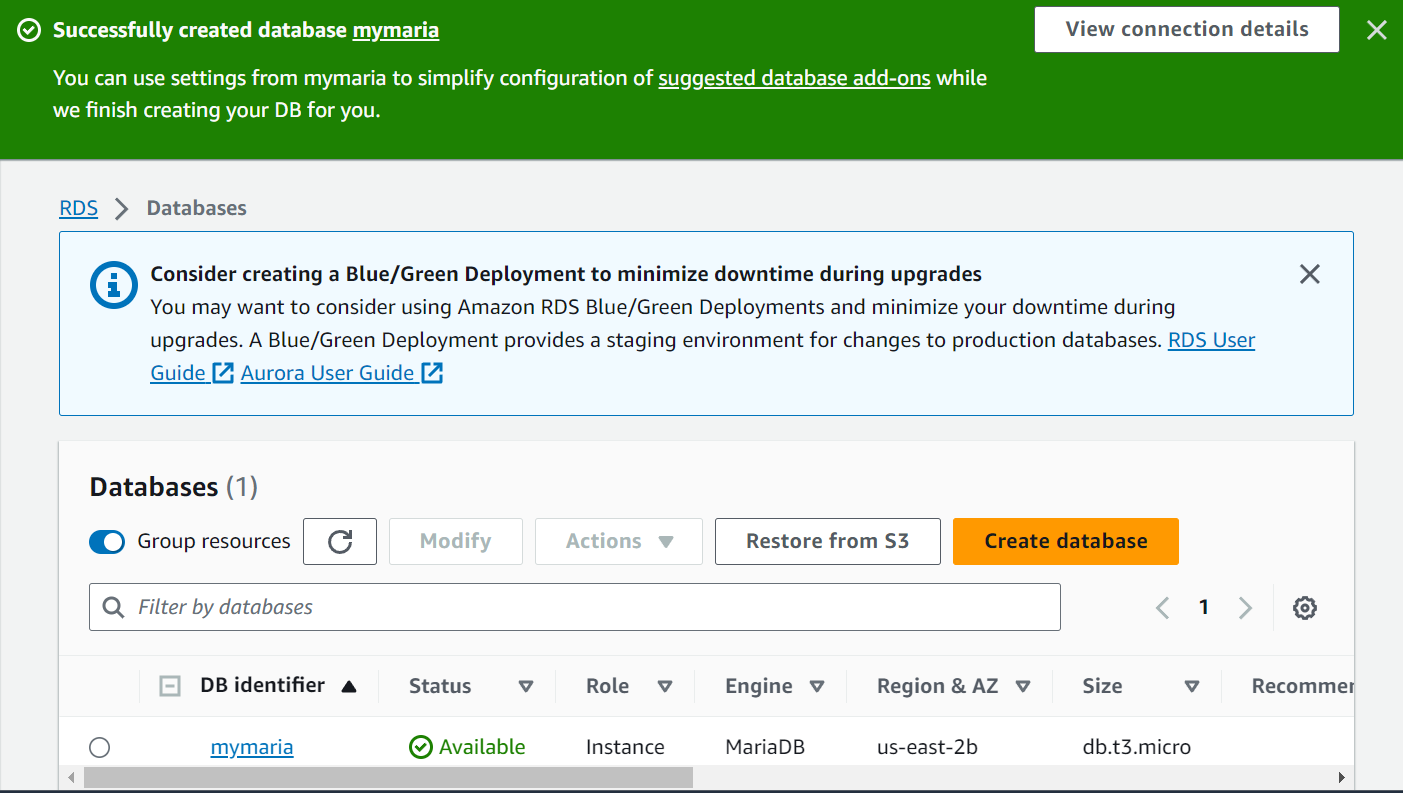 Successfully created database mymaria
View connection details
You can use settings from mymaria to simplify configuration of suggested database add-ons while
we finish creating your DB for you.
RDS
Databases
Consider creating a Blue/Green Deployment to minimize downtime during upgrades
You may want to consider using Amazon RDS Blue/Green Deployments and minimize your downtime during
upgrades. A Blue/Green Deployment provides a staging environment for changes to production databases. RDS User
Guide Aurora User Guide
Databases (1)
Group resources Modify Actions Restore from S3 Create database
Filter by databases
1
DB identifier Status Role Engine Region & AZ Size Recommer
mymaria Available Instance MariaDB us-east-2b db.t3.micro